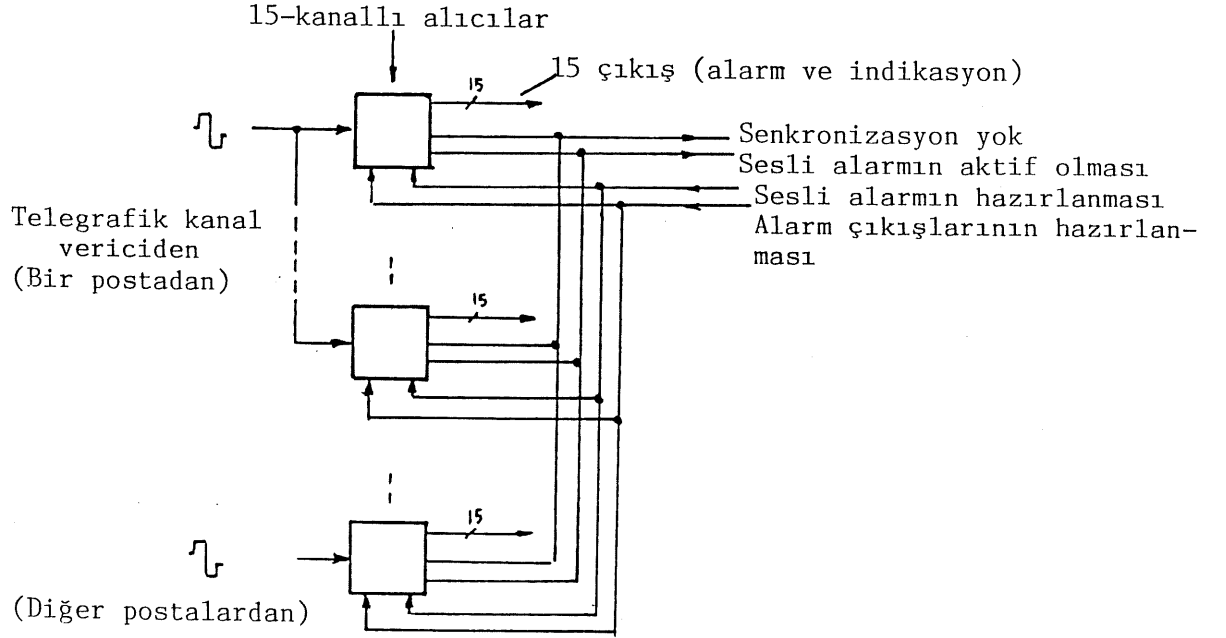 15-kanallı alıcılar
15 çıkış (alarm ve indikasyon)
15
Senkronizasyon yok
Sesli alarmın aktif olması
Sesli alarmın hazırlanması
Alarm çıkışlarının hazırlan-
ması
Telegrafik kanal
vericiden
(Bir postadan)
15
15
(Diğer postalardan)